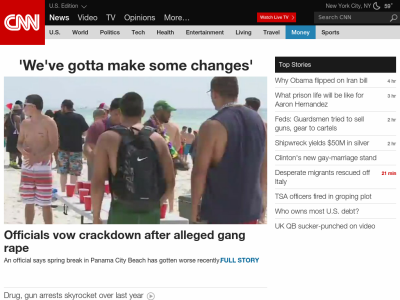 U.S. Edition
New York City, NY 59°
CNN
News Video TV Opinions More...
Watch Live TV
Search CNN
U.S. World Politics Tech Health Entertainment Living Travel Money Sports
'We've gotta make some changes'
Officials vow crackdown after alleged gang
rape
An official says spring break in Panama City Beach has gotten worse recently.FULL STORY
Drug, gun arrests skyrocket over last year
Top Stories
Why Obama flipped on Iran bill 4 hr
What prison life will be like for
Aaron Hernandez 3 hr
Feds: Guardsmen tried to sell
guns, gear to cartels 2 hr
Shipwreck yields $50M in silver 2 hr
Clinton's new gay-marriage stand
Desperate migrants rescued off
Italy 21 min
TSA officers fired in groping plot
Who owns most U.S. debt?
UK QB sucker-punched on video